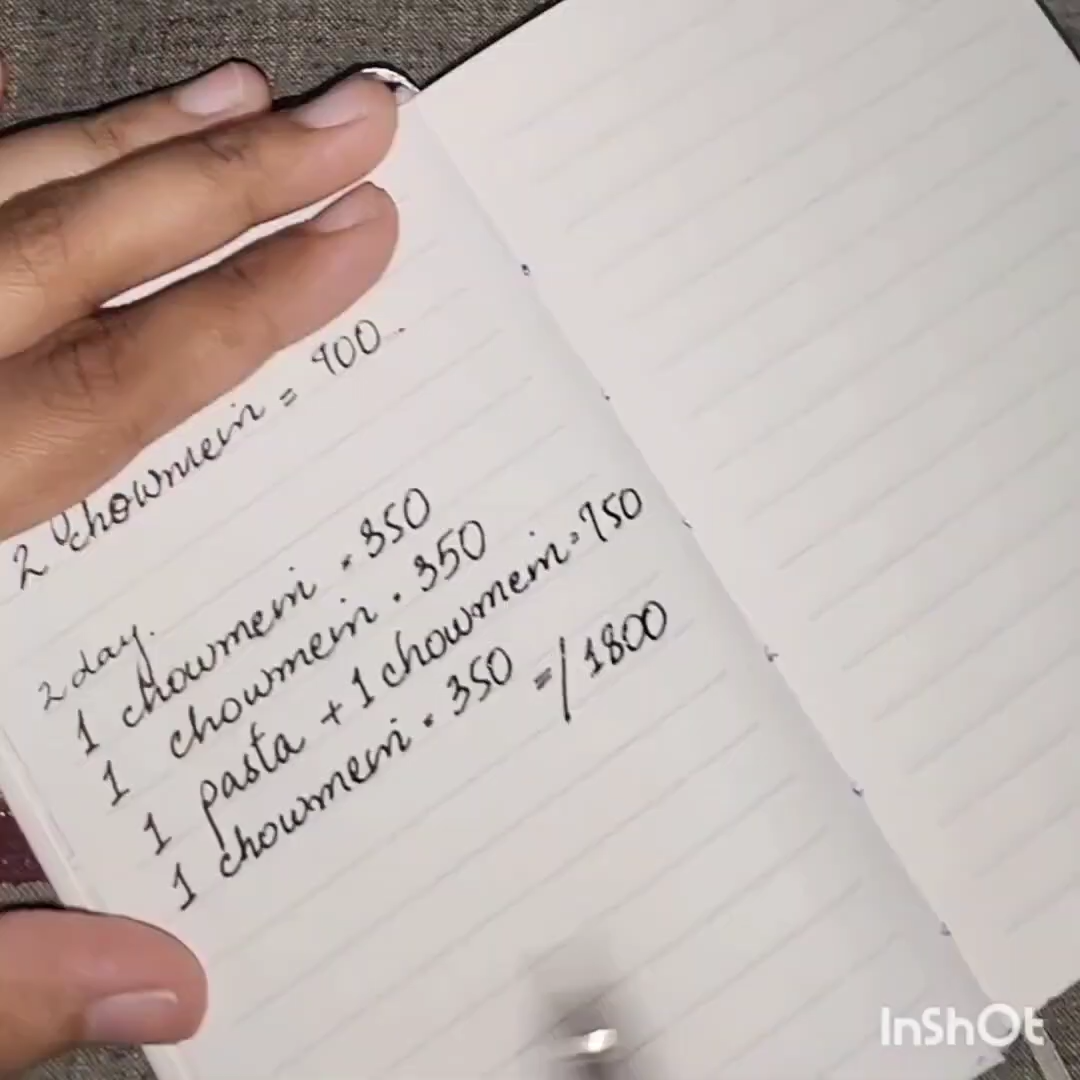 2 chowmein = 700..
2 day.
1 chowmein = 350
1 chowmein = 350
1 pasta + 1 chowmein = 750
1 chowmein = 350 =/ 1800
InShOt